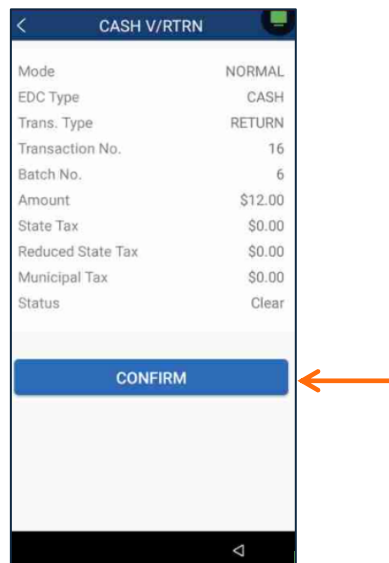 CASH V/RTRN
Mode NORMAL
EDC Type CASH
Trans. Type RETURN
Transaction No. 16
Batch No. 6
Amount $12.00
State Tax $0.00
Reduced State Tax $0.00
Municipal Tax $0.00
Status Clear
CONFIRM